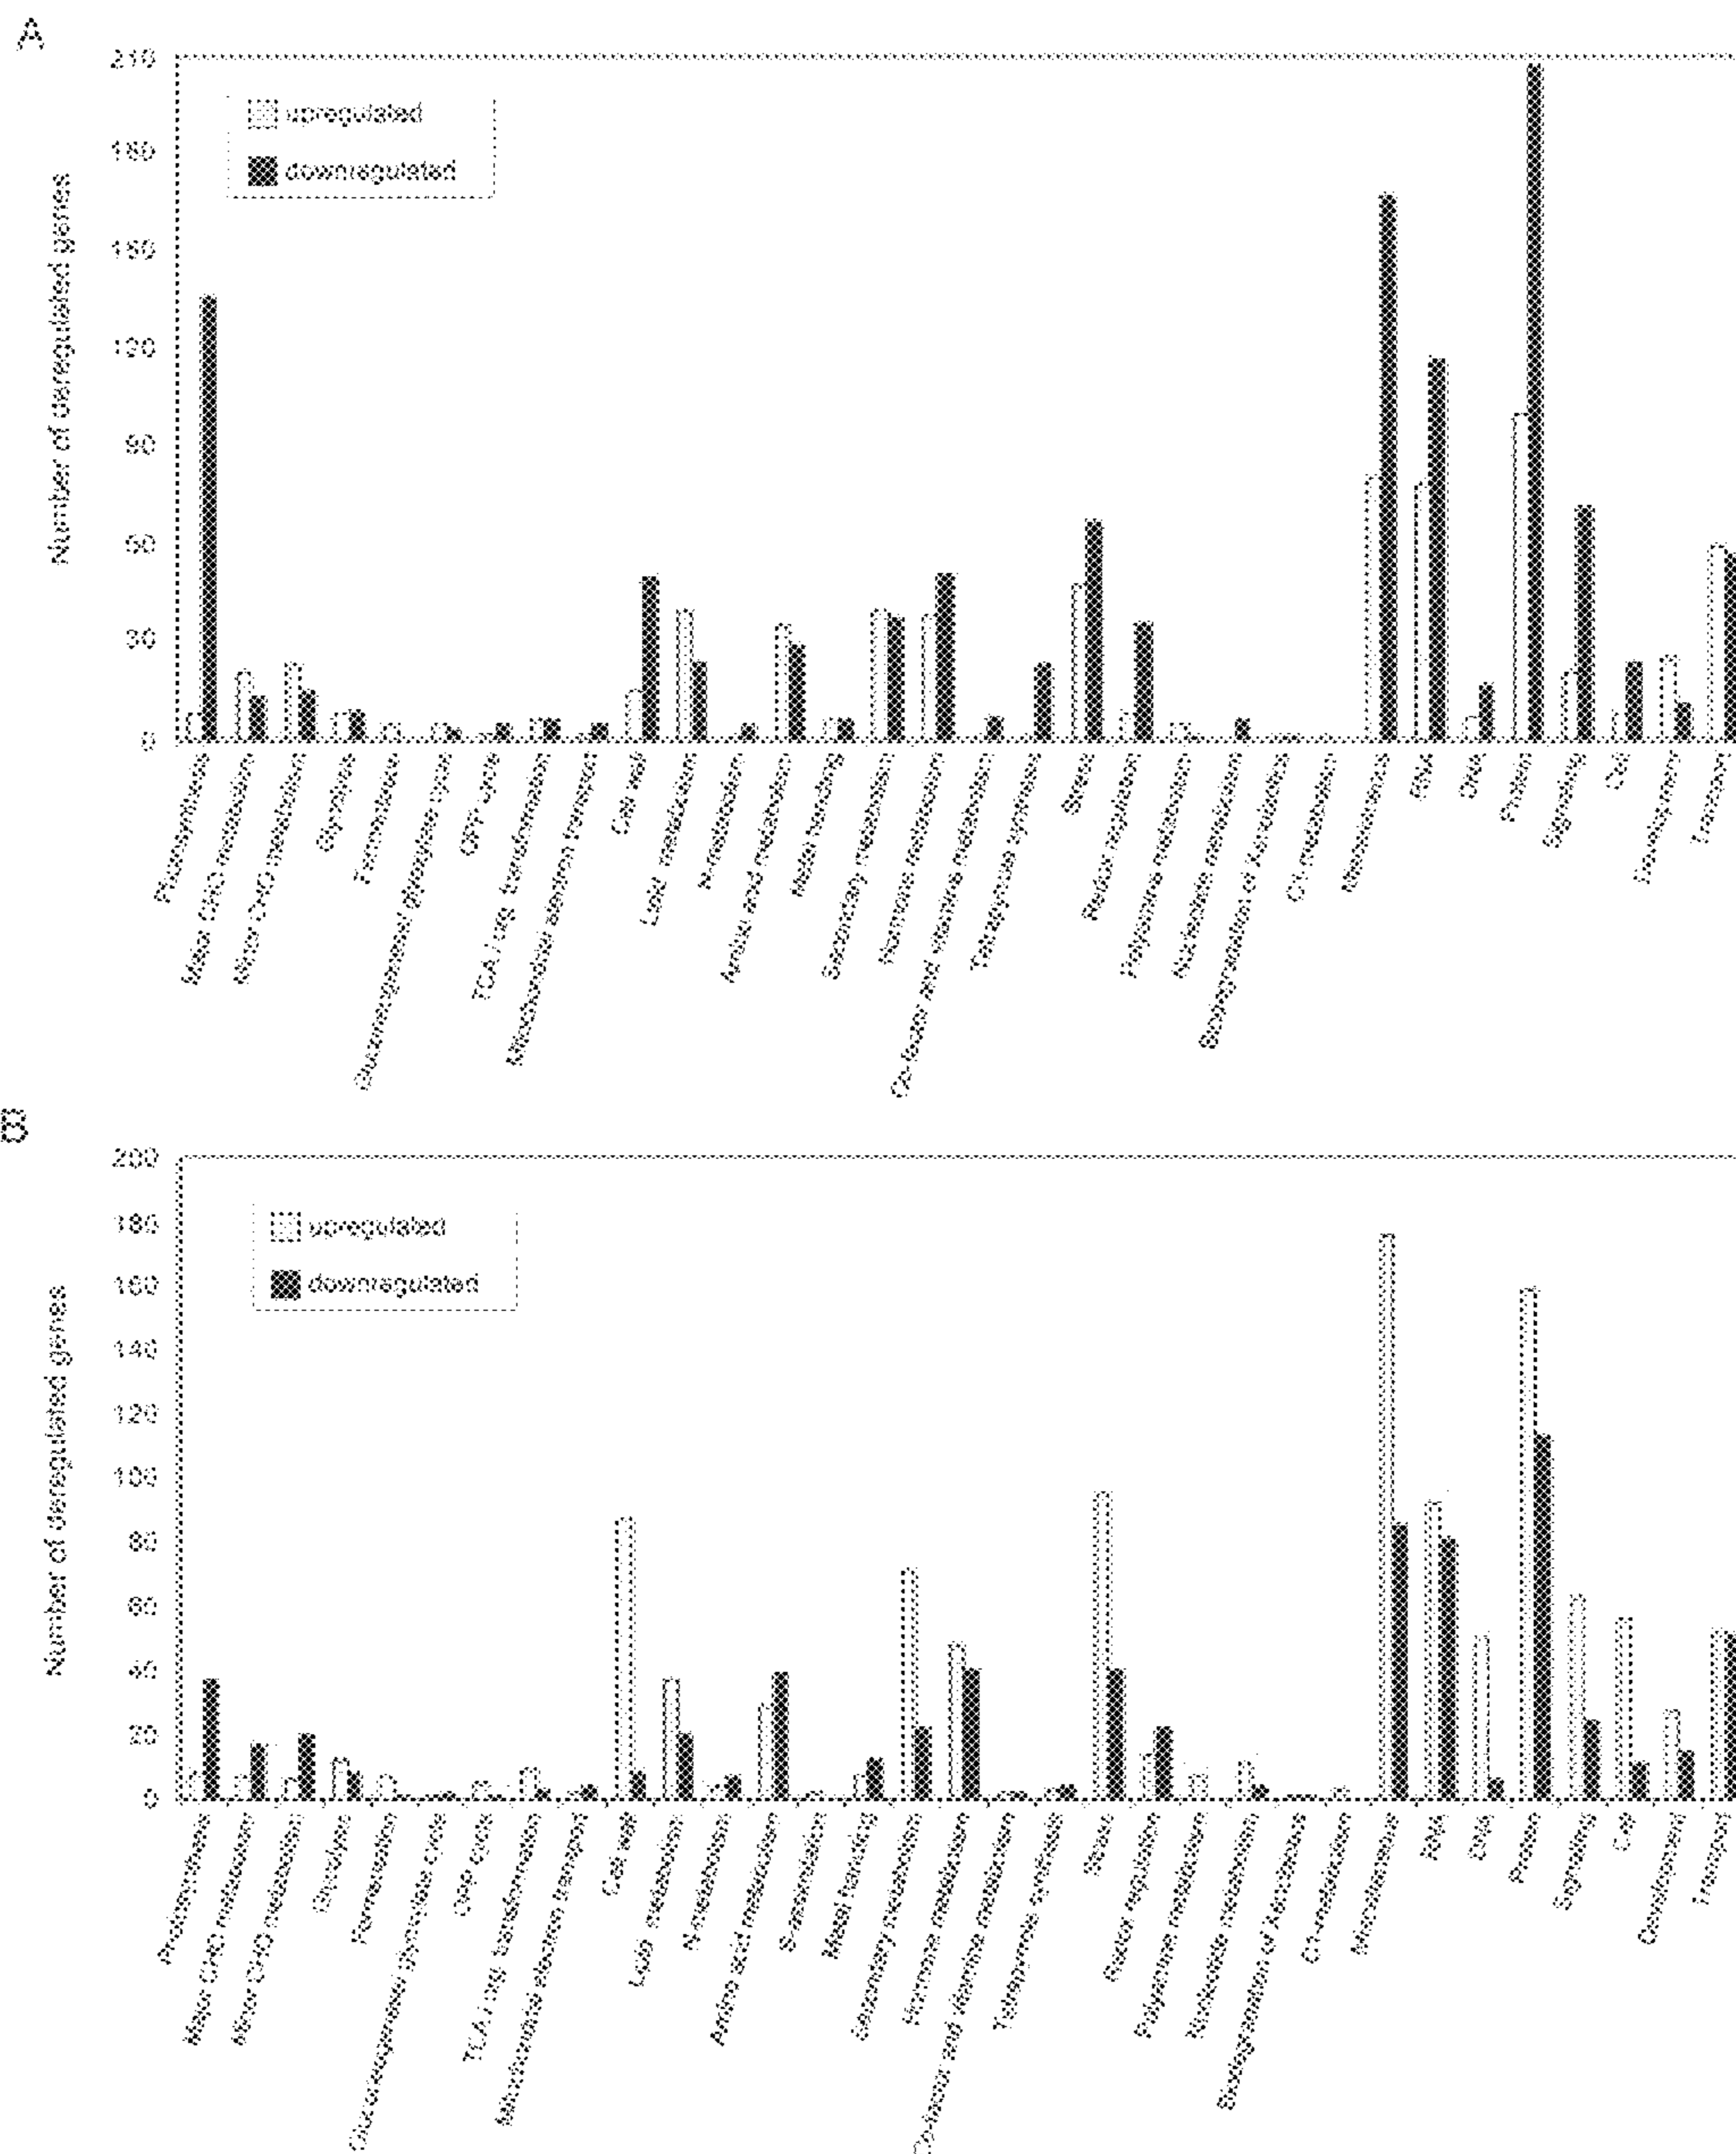 A
Number of deregulated genes
210
180
150
120
90
60
30
0
upregulated
downregulated
Photosynthesis
Major CHO metabolism
Minor CHO metabolism
Glycolysis
Fermentation
Gluconeogenesis/ glyoxylate cycle
OPP cycle
TCA / org. transformation
Mitochondrial electron transport
Cell wall
Lipid metabolism
N-metabolism
Amino acid metabolism
Metal handling
Secondary metabolism
Hormone metabolism
Co-factor and vitamine metabolism
Tetrapyrrole synthesis
Stress
Redox regulation
Polyamine metabolism
Nucleotide metabolism
Biodegradation of Xenobiotics
C1-metabolism
Miscellaneous
RNA
DNA
Protein
Signalling
Cell
Development
Transport
B
Number of deregulated genes
200
180
160
140
120
100
80
60
40
20
0
upregulated
downregulated
Photosynthesis
Major CHO metabolism
Minor CHO metabolism
Glycolysis
Fermentation
Gluconeogenesis/ glyoxylate cycle
OPP cycle
TCA / org. transformation
Mitochondrial electron transport
Cell wall
Lipid metabolism
N-metabolism
Amino acid metabolism
S-assimilation
Metal handling
Secondary metabolism
Hormone metabolism
Co-factor and vitamine metabolism
Tetrapyrrole synthesis
Stress
Redox regulation
Polyamine metabolism
Nucleotide metabolism
Biodegradation of Xenobiotics
C1-metabolism
Miscellaneous
RNA
DNA
Protein
Signalling
Cell
Development
Transport